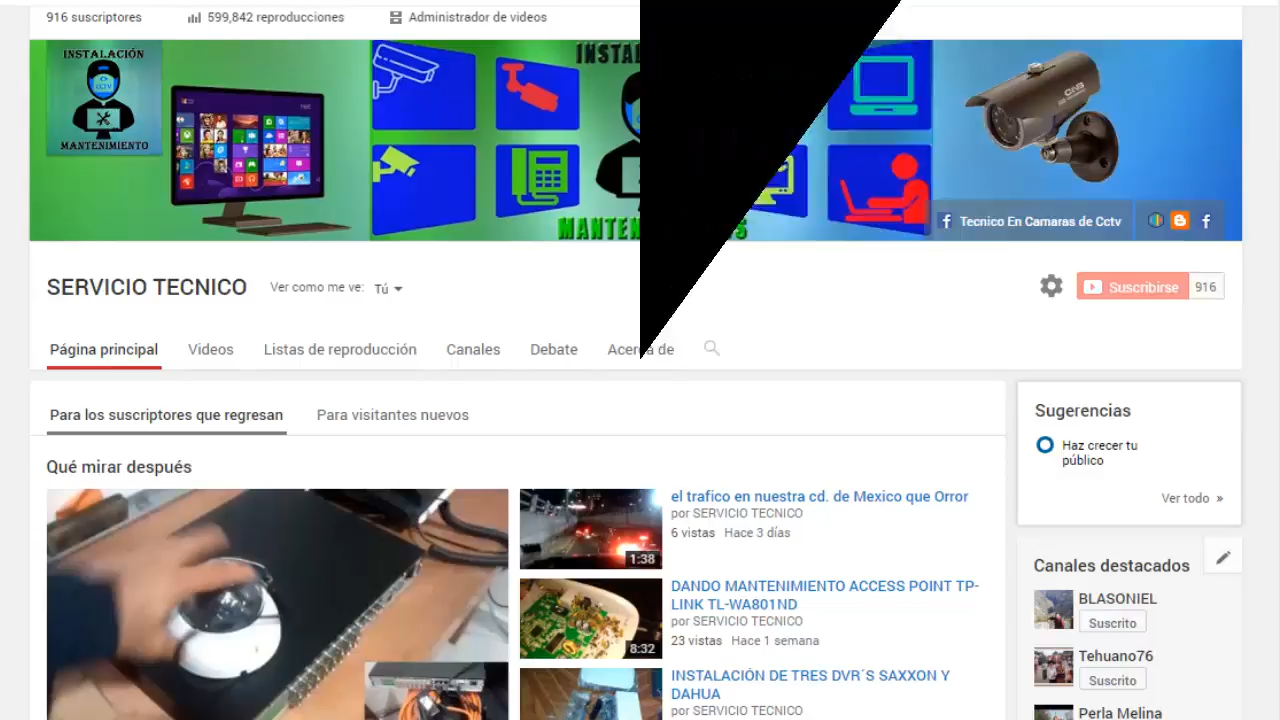 916 suscriptores
599,842 reproducciones
Administrador de videos
INSTALACIÓN
CCTV
MANTENIMIENTO
CNB
Tecnico En Camaras de Cctv
SERVICIO TECNICO
Ver como me ve: Tú
Suscribirse 916
Página principal
Videos
Listas de reproducción
Canales
Debate
Acerca de
Para los suscriptores que regresan
Para visitantes nuevos
Qué mirar después
el trafico en nuestra cd. de Mexico que Orror
por SERVICIO TECNICO
6 vistas Hace 3 días
1:38
DANDO MANTENIMIENTO ACCESS POINT TP-
LINK TL-WA801ND
por SERVICIO TECNICO
23 vistas Hace 1 semana
8:32
INSTALACIÓN DE TRES DVR´S SAXXON Y
DAHUA
por SERVICIO TECNICO
Sugerencias
Haz crecer tu
público
Ver todo »
Canales destacados
BLASONIEL
Suscrito
Tehuano76
Suscrito
Perla Melina